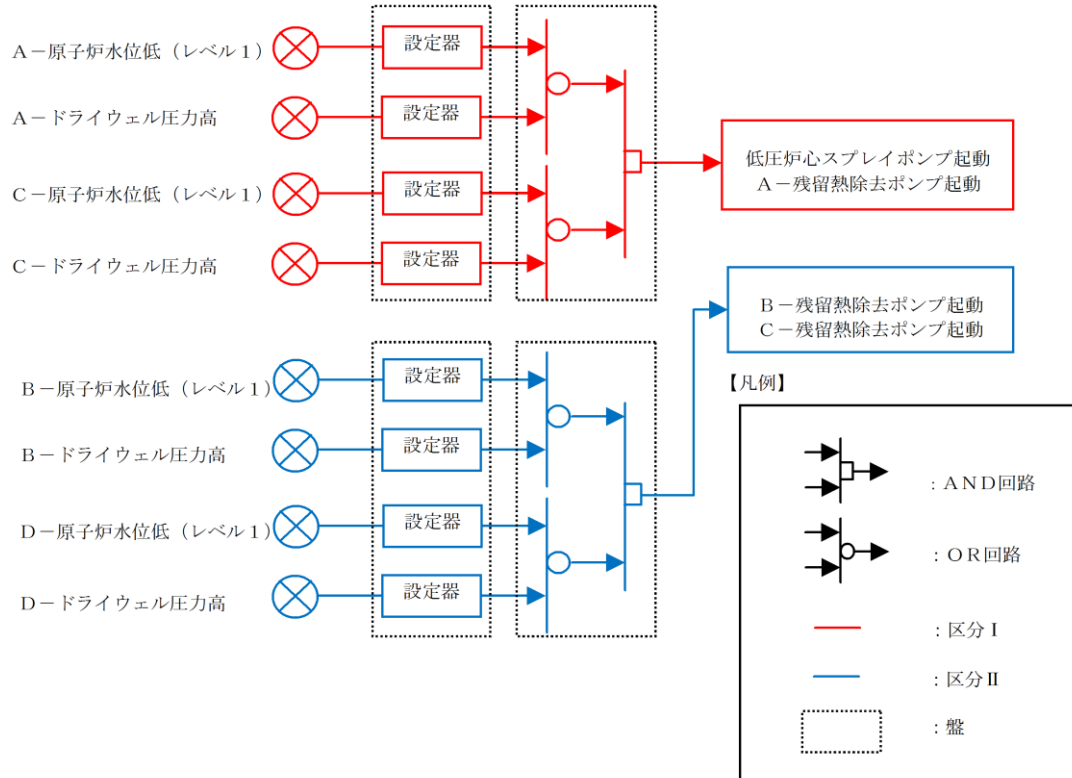 A－原子炉水位低（レベル１）
設定器
A－ドライウェル圧力高
設定器
C－原子炉水位低（レベル１）
設定器
C－ドライウェル圧力高
設定器
低圧炉心スプレイポンプ起動
A－残留熱除去ポンプ起動
B－残留熱除去ポンプ起動
C－残留熱除去ポンプ起動
B－原子炉水位低（レベル１）
設定器
B－ドライウェル圧力高
設定器
D－原子炉水位低（レベル１）
設定器
D－ドライウェル圧力高
設定器
【凡例】
：ＡＮＤ回路
：ＯＲ回路
：区分Ⅰ
：区分Ⅱ
：盤